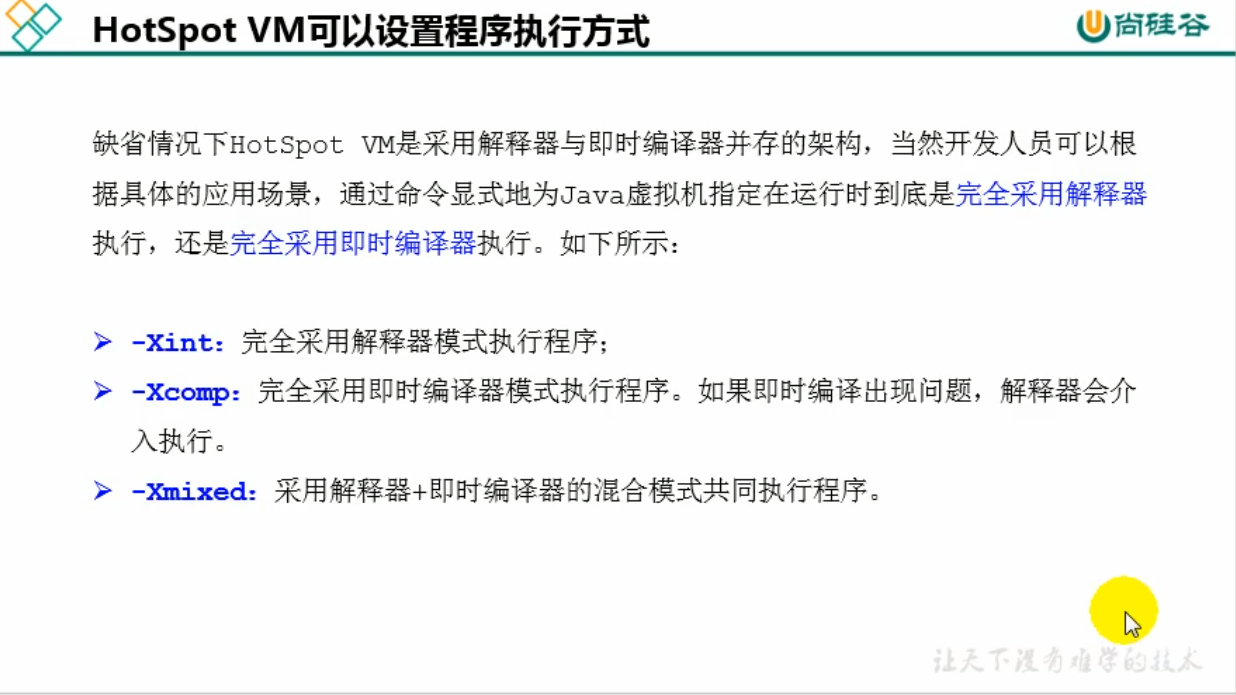 HotSpot VM可以设置程序执行方式
尚硅谷
缺省情况下HotSpot VM是采用解释器与即时编译器并存的架构，当然开发人员可以根
据具体的应用场景，通过命令显式地为Java虚拟机指定在运行时到底是完全采用解释器
执行，还是完全采用即时编译器执行。如下所示：
-Xint：完全采用解释器模式执行程序；
-Xcomp：完全采用即时编译器模式执行程序。如果即时编译出现问题，解释器会介
入执行。
-Xmixed：采用解释器+即时编译器的混合模式共同执行程序。
让天下没有难学的技术